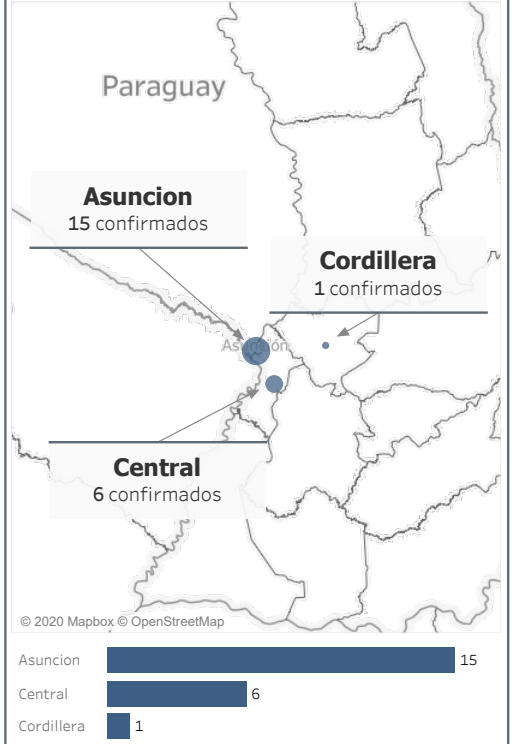 Paraguay
Asuncion
15 confirmados
Cordillera
1 confirmados
Asunción
Central
6 confirmados
© 2020 Mapbox © OpenStreetMap
Asuncion 15
Central 6
Cordillera 1